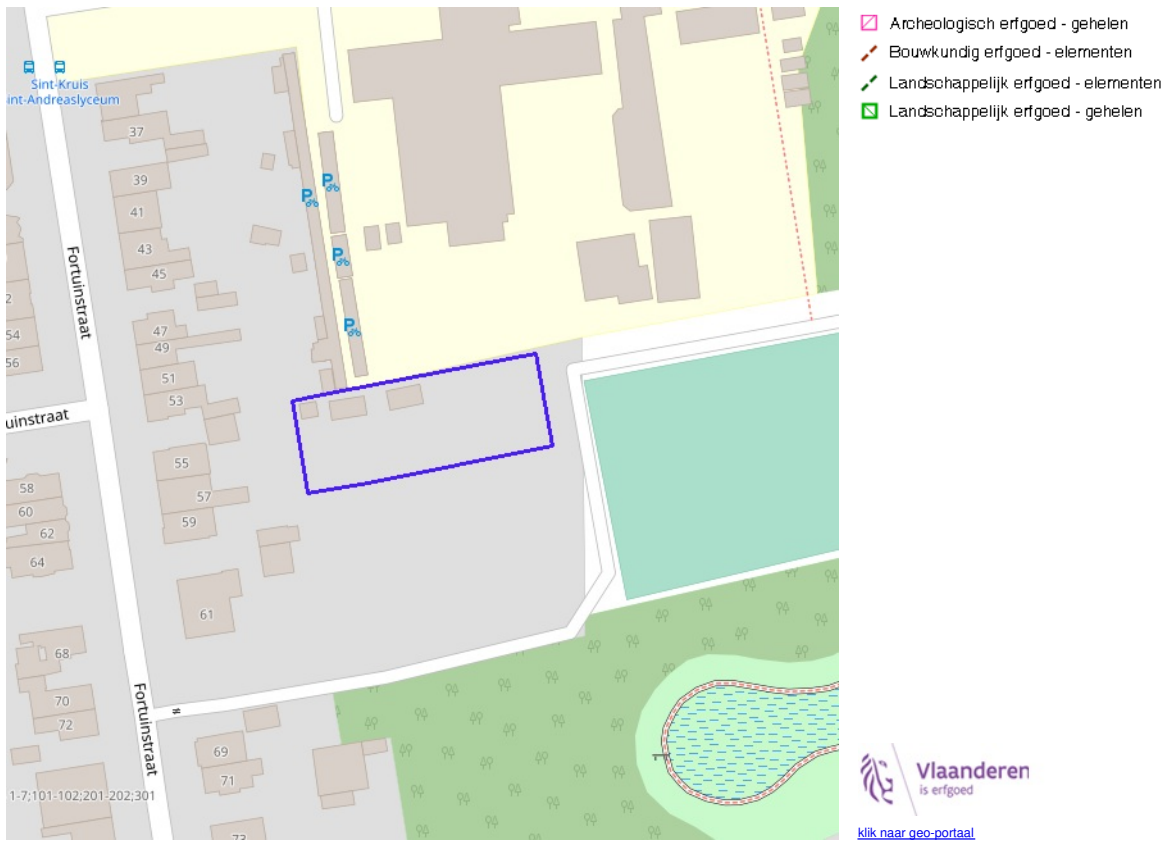 Archeologisch erfgoed - gehelen
Bouwkundig erfgoed - elementen
Landschappelijk erfgoed - elementen
Landschappelijk erfgoed - gehelen
Sint-Kruis
int-Andreaslyceum
37
39
41
43
45
Fortuinstraat
2
54
56
47
49
51
53
uinstraat
55
57
59
58
60
62
64
61
68
70
72
Fortuinstraat
69
71
1-7;101-102;201-202;301
73
P
P
P
P
Vlaanderen
is erfgoed
klik naar geo-portaal